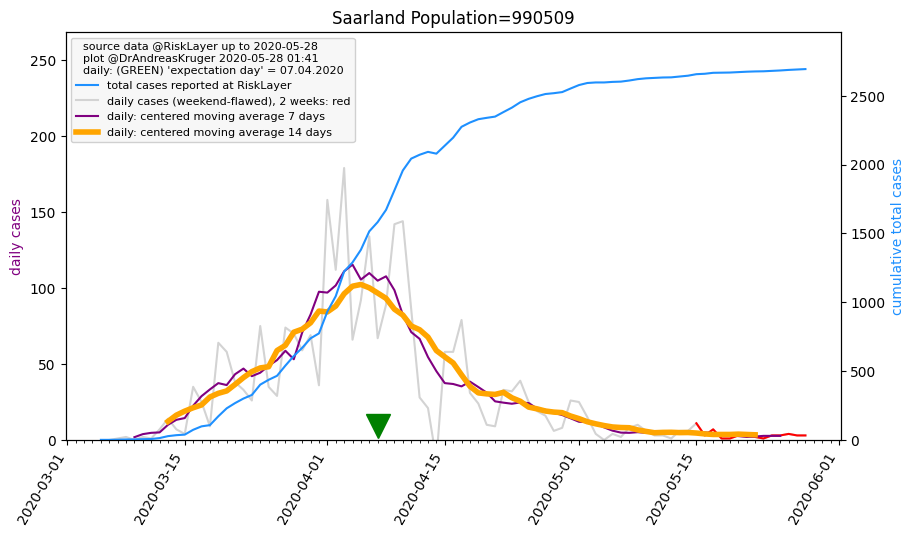 Saarland Population=990509
source data @RiskLayer up to 2020-05-28
plot @DrAndreasKruger 2020-05-28 01:41
daily: (GREEN) 'expectation day' = 07.04.2020
total cases reported at RiskLayer
daily cases (weekend-flawed), 2 weeks: red
daily: centered moving average 7 days
daily: centered moving average 14 days
daily cases
250
200
150
100
50
0
cumulative total cases
2500
2000
1500
1000
500
0
2020-03-01
2020-03-15
2020-04-01
2020-04-15
2020-05-01
2020-05-15
2020-06-01